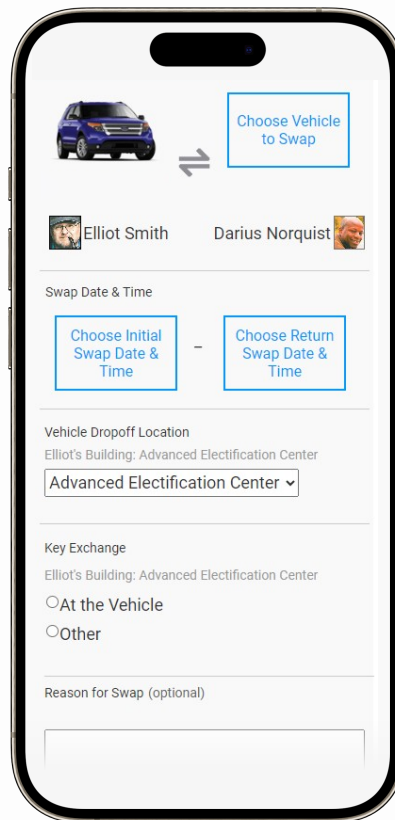 Choose Vehicle
to Swap
Elliot Smith
Darius Norquist
Swap Date & Time
Choose Initial
Swap Date &
Time
–
Choose Return
Swap Date &
Time
Vehicle Dropoff Location
Elliot's Building: Advanced Electification Center
Advanced Electification Center
Key Exchange
Elliot's Building: Advanced Electification Center
At the Vehicle
Other
Reason for Swap (optional)